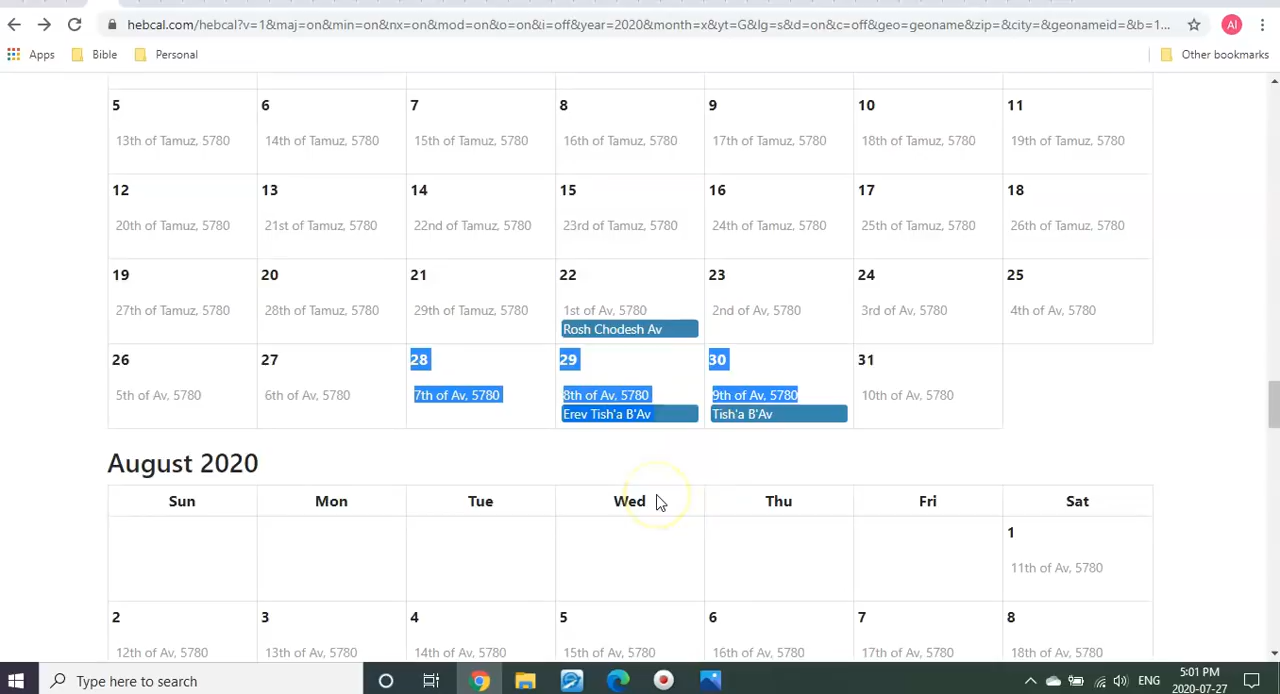 hebcal.com/hebcal?v=1&maj=on&min=on&nx=on&mod=on&o=on&i=off&year=2020&month=x&yt=G&lg=s&d=on&c=off&geo=geoname&zip=&city=&geonameid=&b=1...
AI
Apps Bible Personal Other bookmarks
5 6 7 8 9 10 11
13th of Tamuz, 5780 14th of Tamuz, 5780 15th of Tamuz, 5780 16th of Tamuz, 5780 17th of Tamuz, 5780 18th of Tamuz, 5780 19th of Tamuz, 5780
12 13 14 15 16 17 18
20th of Tamuz, 5780 21st of Tamuz, 5780 22nd of Tamuz, 5780 23rd of Tamuz, 5780 24th of Tamuz, 5780 25th of Tamuz, 5780 26th of Tamuz, 5780
19 20 21 22 23 24 25
27th of Tamuz, 5780 28th of Tamuz, 5780 29th of Tamuz, 5780 1st of Av, 5780 2nd of Av, 5780 3rd of Av, 5780 4th of Av, 5780
Rosh Chodesh Av
26 27 28 29 30 31
5th of Av, 5780 6th of Av, 5780 7th of Av, 5780 8th of Av, 5780 9th of Av, 5780 10th of Av, 5780
Erev Tish'a B'Av Tish'a B'Av
August 2020
Sun Mon Tue Wed Thu Fri Sat
1
11th of Av, 5780
2 3 4 5 6 7 8
12th of Av, 5780 13th of Av, 5780 14th of Av, 5780 15th of Av, 5780 16th of Av, 5780 17th of Av, 5780 18th of Av, 5780
Type here to search
ENG
5:01 PM
2020-07-27